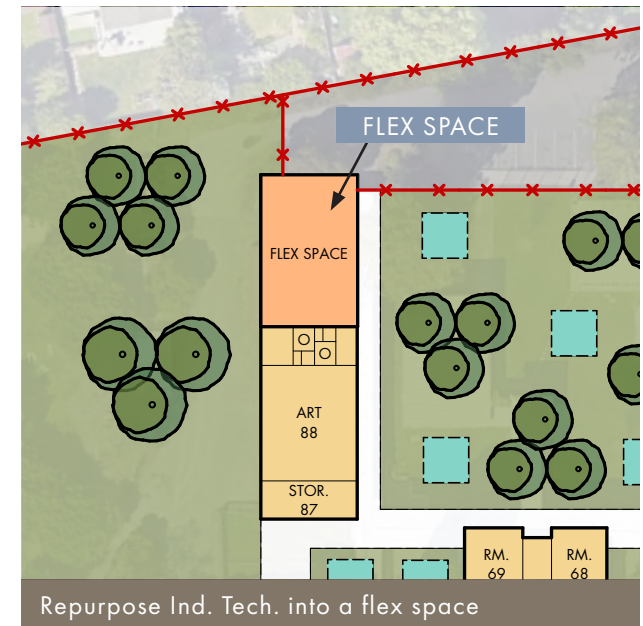 FLEX SPACE
FLEX SPACE
ART
88
STOR.
87
RM.
69
RM.
68
Repurpose Ind. Tech. into a flex space